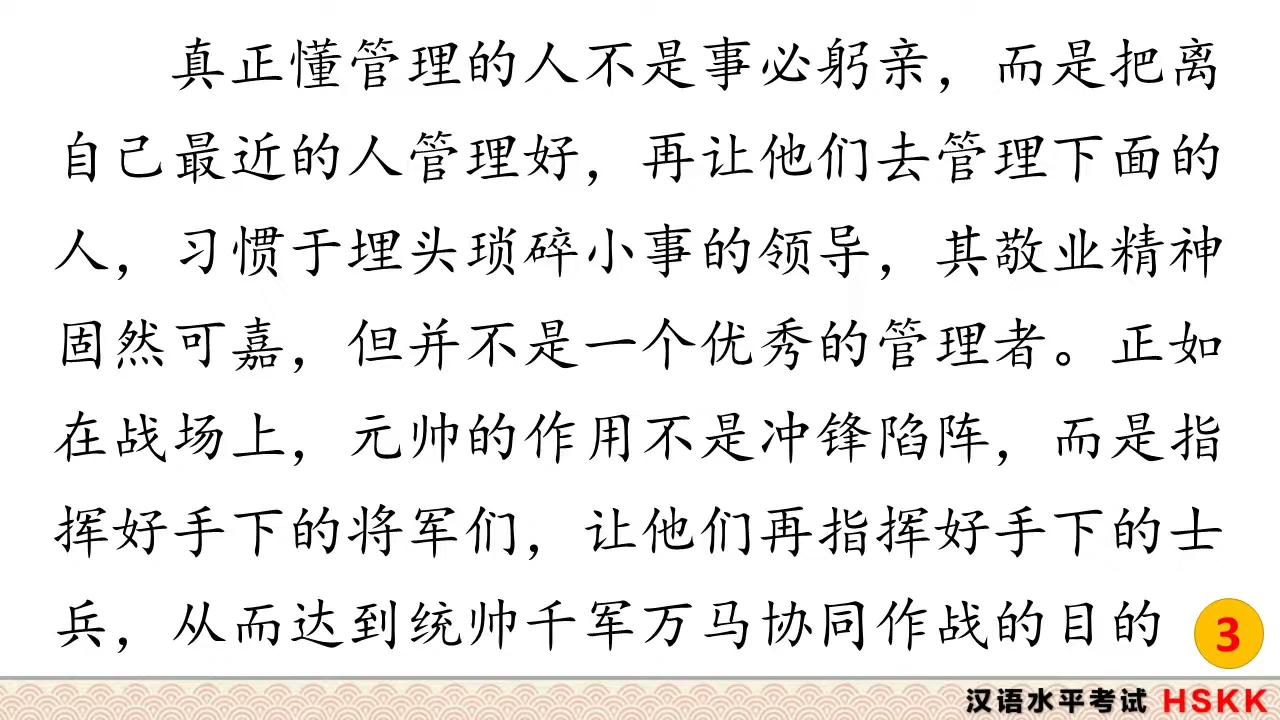 真正懂管理的人不是事必躬亲，而是把离
自己最近的人管理好，再让他们去管理下面的
人，习惯于埋头琐碎小事的领导，其敬业精神
固然可嘉，但并不是一个优秀的管理者。正如
在战场上，元帅的作用不是冲锋陷阵，而是指
挥好手下的将军们，让他们再指挥好手下的士
兵，从而达到统帅千军万马协同作战的目的
3
汉语水平考试 HSKK